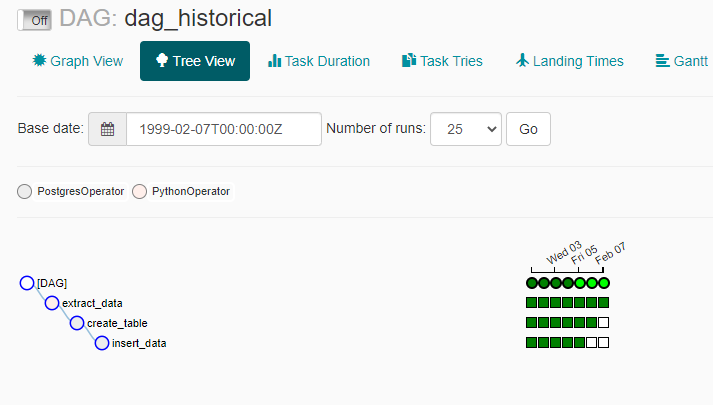 Off DAG: dag_historical
Graph View Tree View Task Duration Task Tries Landing Times Gantt
Base date: 1999-02-07T00:00:00Z Number of runs: 25 Go
PostgresOperator PythonOperator
Wed 03 Fri 05 Feb 07
[DAG]
extract_data
create_table
insert_data